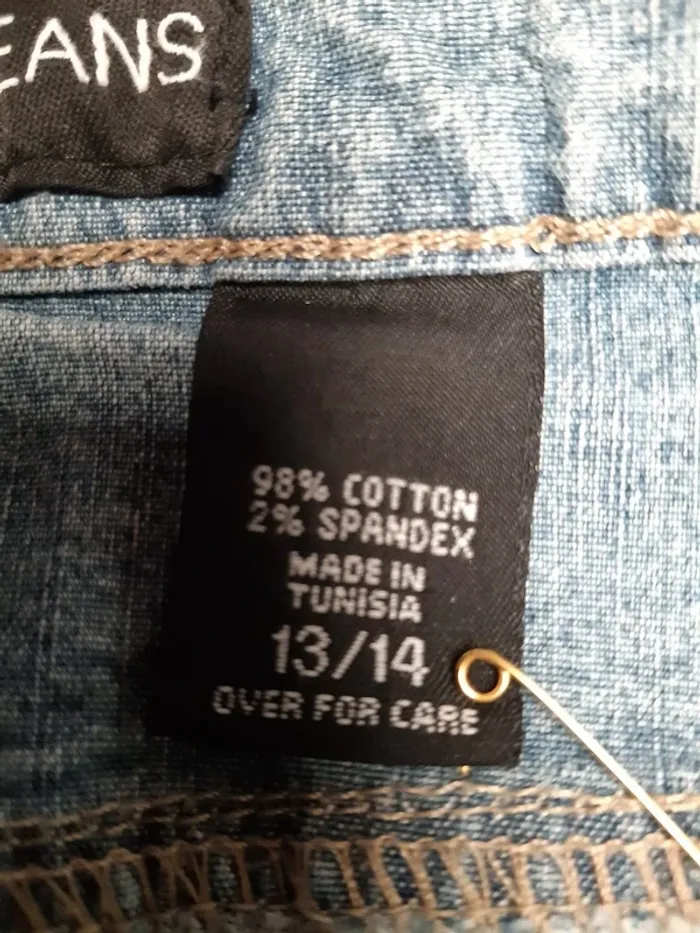 EANS
98% COTTON
2% SPANDEX
MADE IN
TUNISIA
13/14
OVER FOR CARE